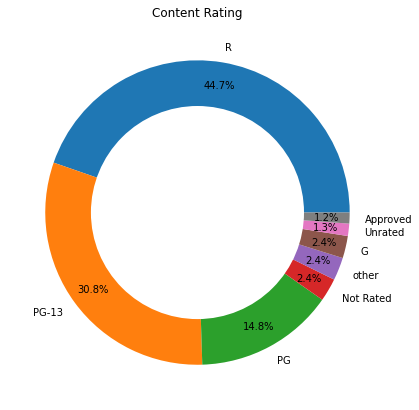 Content Rating
R
44.7%
PG-13
30.8%
PG
14.8%
Not Rated
2.4%
other
2.4%
G
2.4%
Unrated
1.3%
Approved
1.2%